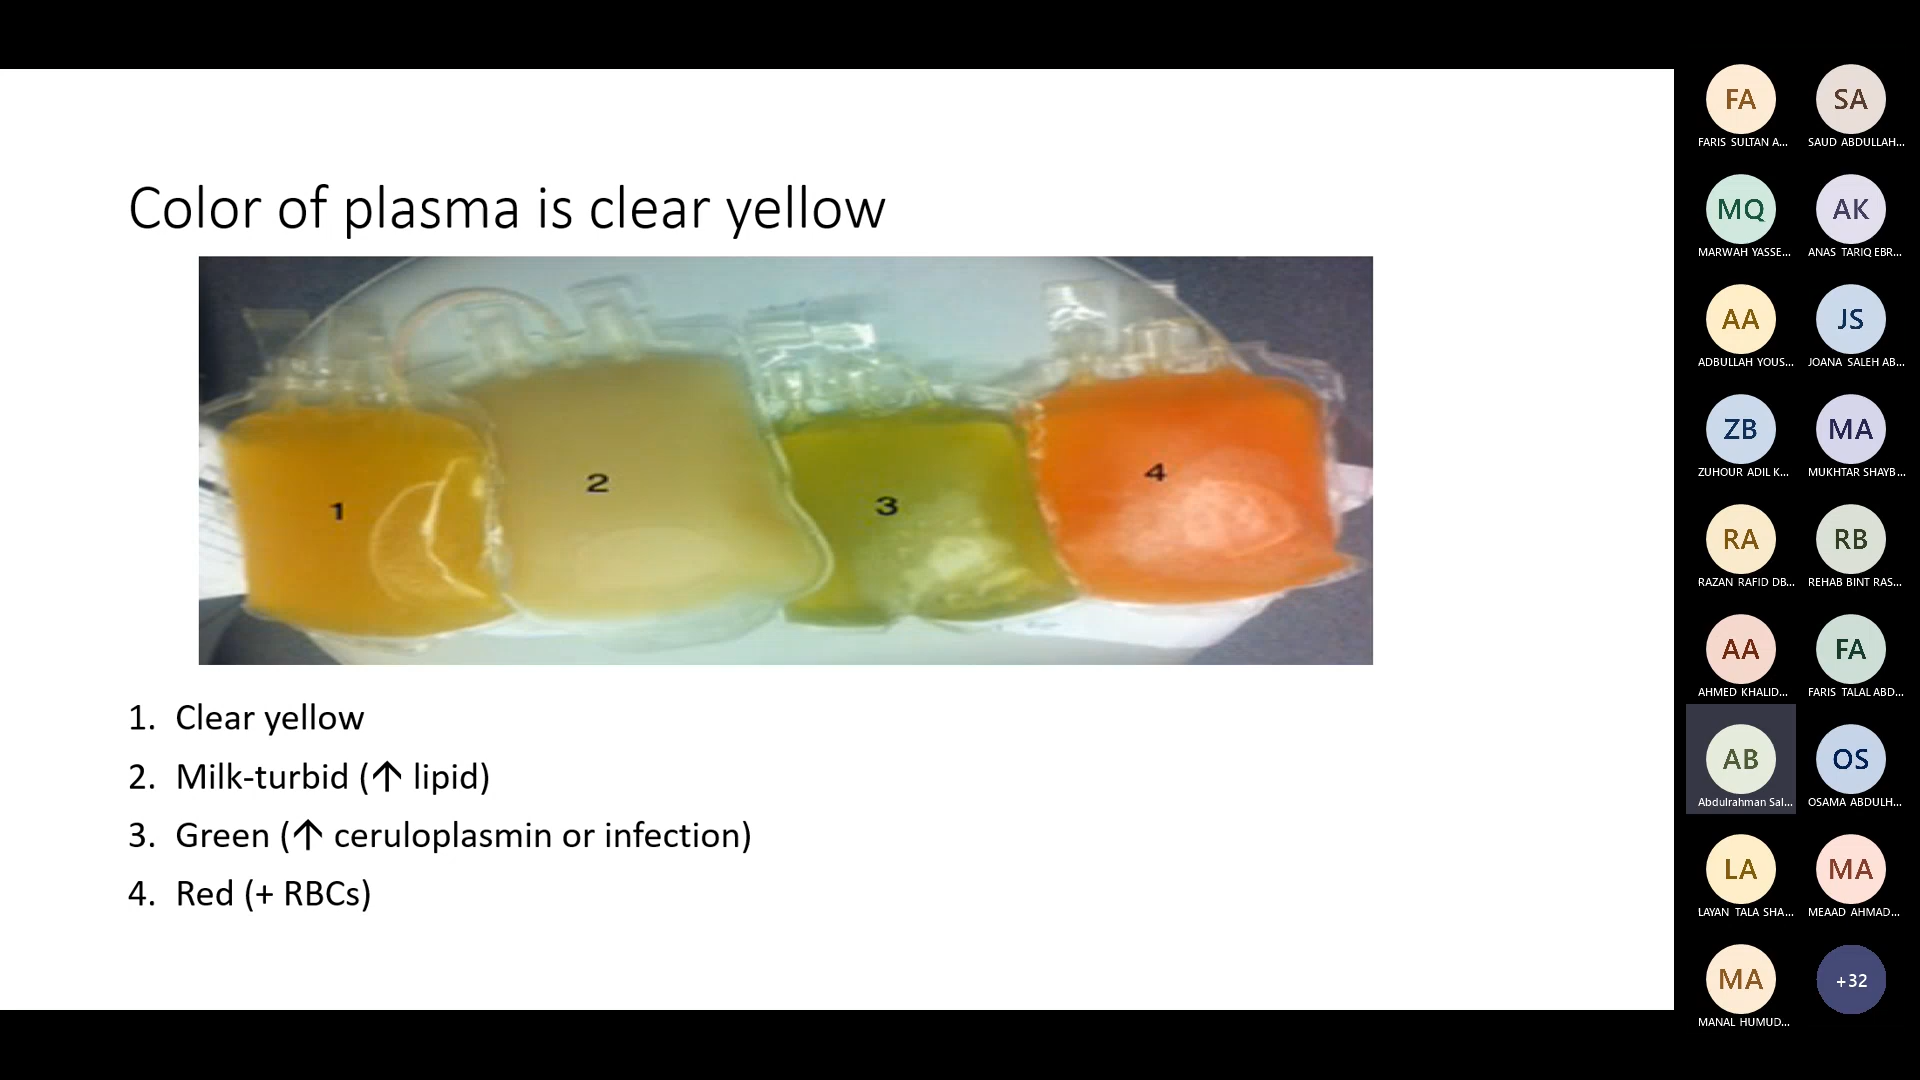 Color of plasma is clear yellow
1
2
3
4
1. Clear yellow
2. Milk-turbid (↑ lipid)
3. Green (↑ ceruloplasmin or infection)
4. Red (+ RBCs)
FA SA
FARIS SULTAN A... SAUD ABDULLAH...
MQ AK
MARWAH YASSE... ANAS TARIQ EBR...
AA JS
ADBULLAH YOUS... JOANA SALEH AB...
ZB MA
ZUHOUR ADIL K... MUKHTAR SHAYB...
RA RB
RAZAN RAFID DB... REHAB BINT RAS...
AA FA
AHMED KHALID... FARIS TALAL ABD...
AB OS
Abdulrahman Sal... OSAMA ABDULH...
LA MA
LAYAN TALA SHA... MEAAD AHMAD...
MA +32
MANAL HUMUD...